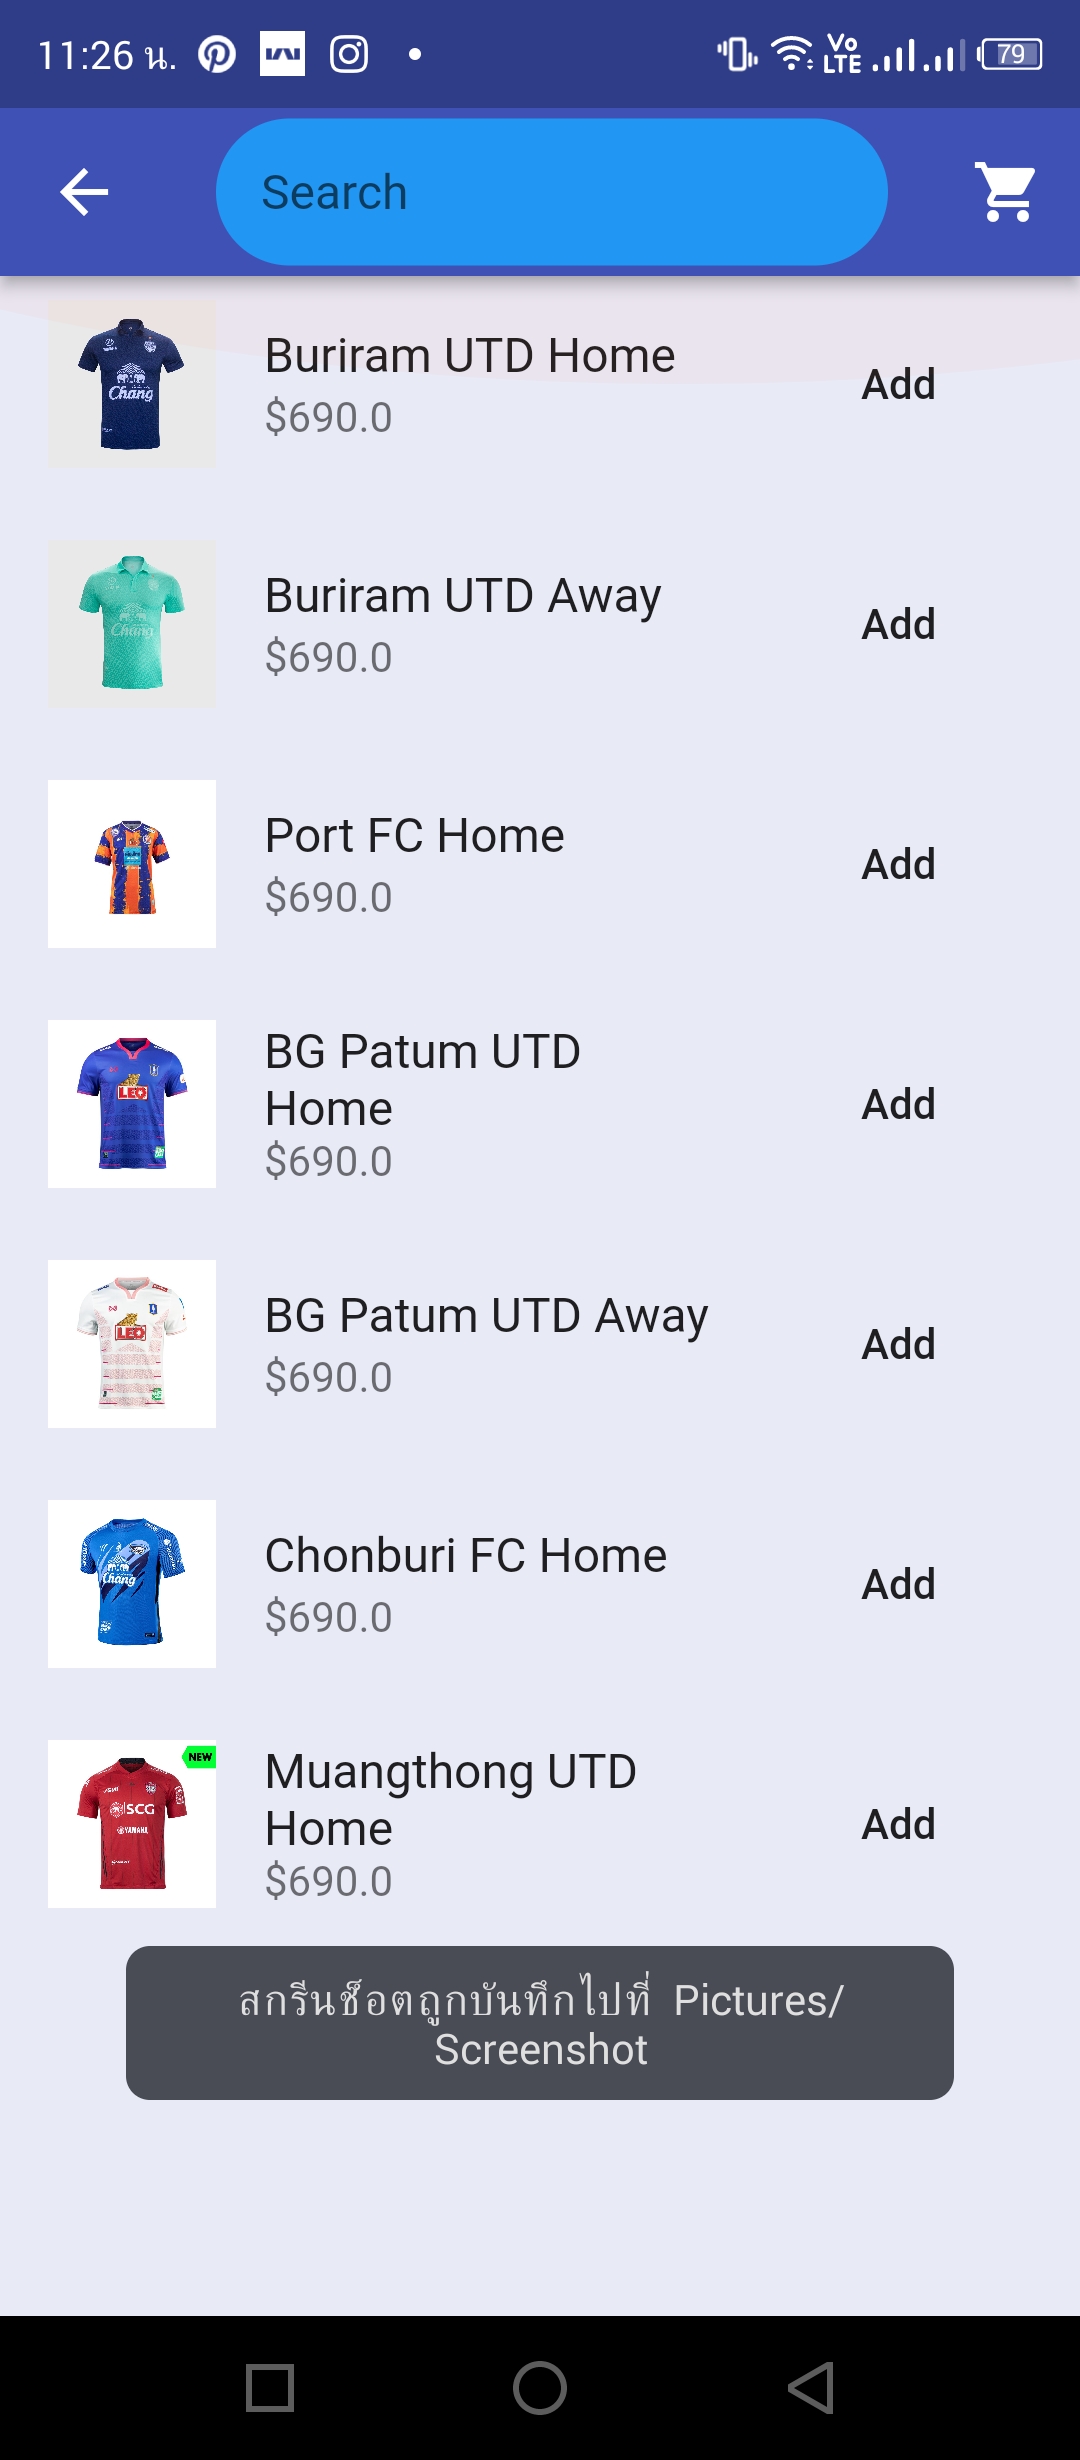 11:26 น.
Vo
LTE
79
Search
Buriram UTD Home
$690.0
Add
Chang
Buriram UTD Away
$690.0
Add
Chang
Port FC Home
$690.0
Add
BG Patum UTD
Home
$690.0
Add
LEO
BG Patum UTD Away
$690.0
Add
LEO
Chonburi FC Home
$690.0
Add
Chang
Muangthong UTD
Home
$690.0
Add
NEW
SCG
YAMAHA
สกรีนช็อตถูกบันทึกไปที่ Pictures/
Screenshot